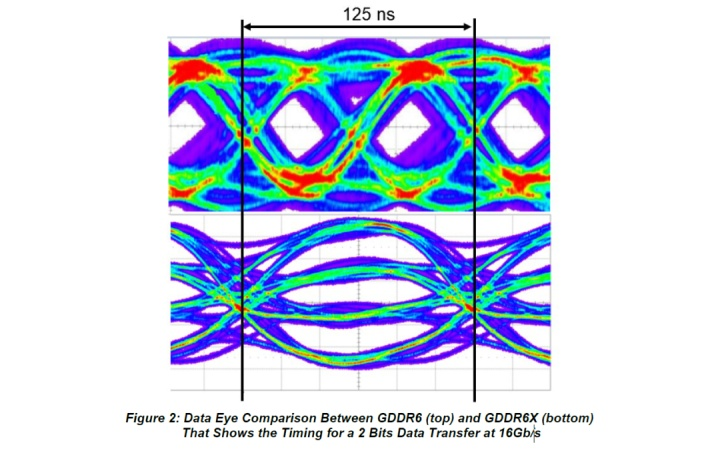 125 ns
Figure 2: Data Eye Comparison Between GDDR6 (top) and GDDR6X (bottom)
That Shows the Timing for a 2 Bits Data Transfer at 16Gb/s